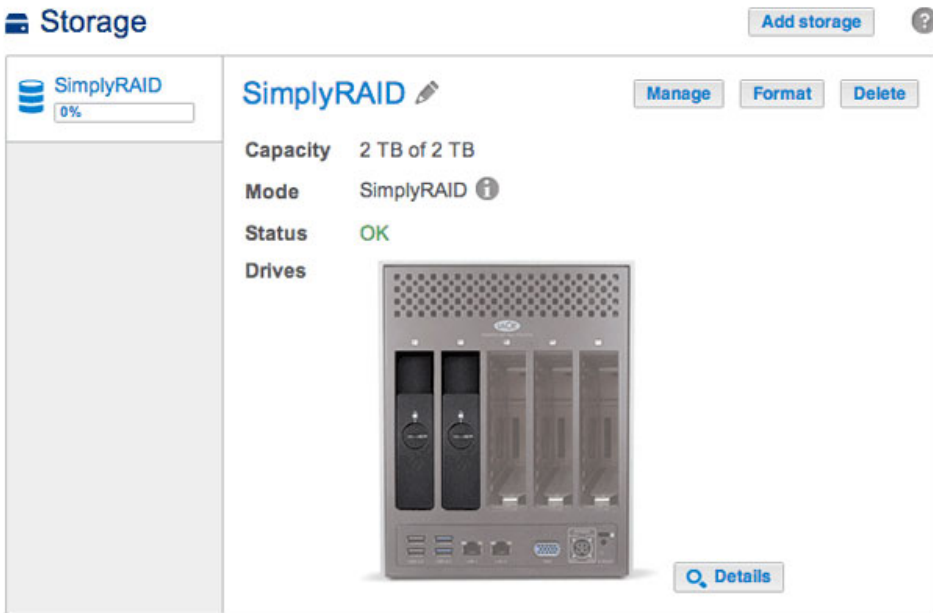 Storage
Add storage
?
SimplyRAID
0%
SimplyRAID
Manage
Format
Delete
Capacity 2 TB of 2 TB
Mode SimplyRAID i
Status OK
Drives
LACIE
Details